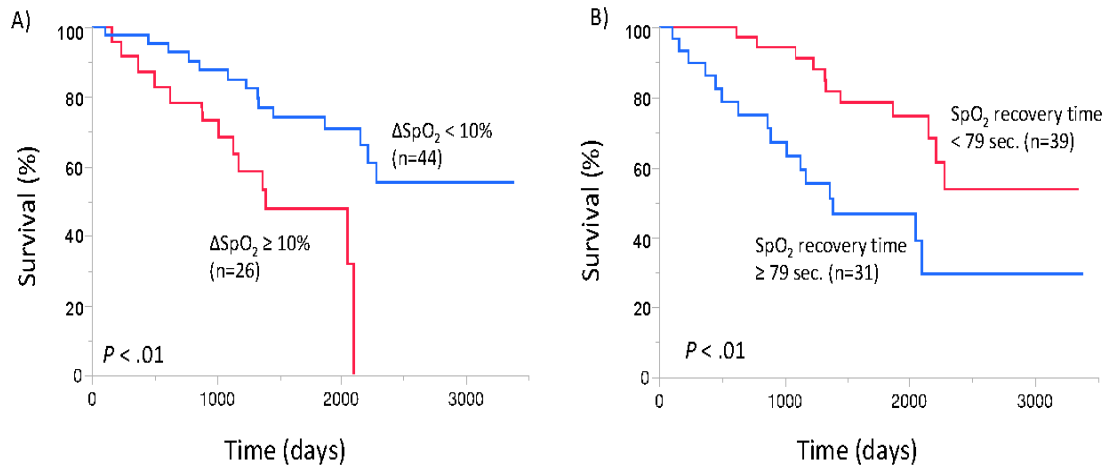 A)
Survival (%)
100
80
60
40
20
0
ΔSpO₂ < 10%
(n=44)
ΔSpO₂ ≥ 10%
(n=26)
P < .01
0 1000 2000 3000
Time (days)
B)
Survival (%)
100
80
60
40
20
0
SpO₂ recovery time
< 79 sec. (n=39)
SpO₂ recovery time
≥ 79 sec. (n=31)
P < .01
0 1000 2000 3000
Time (days)